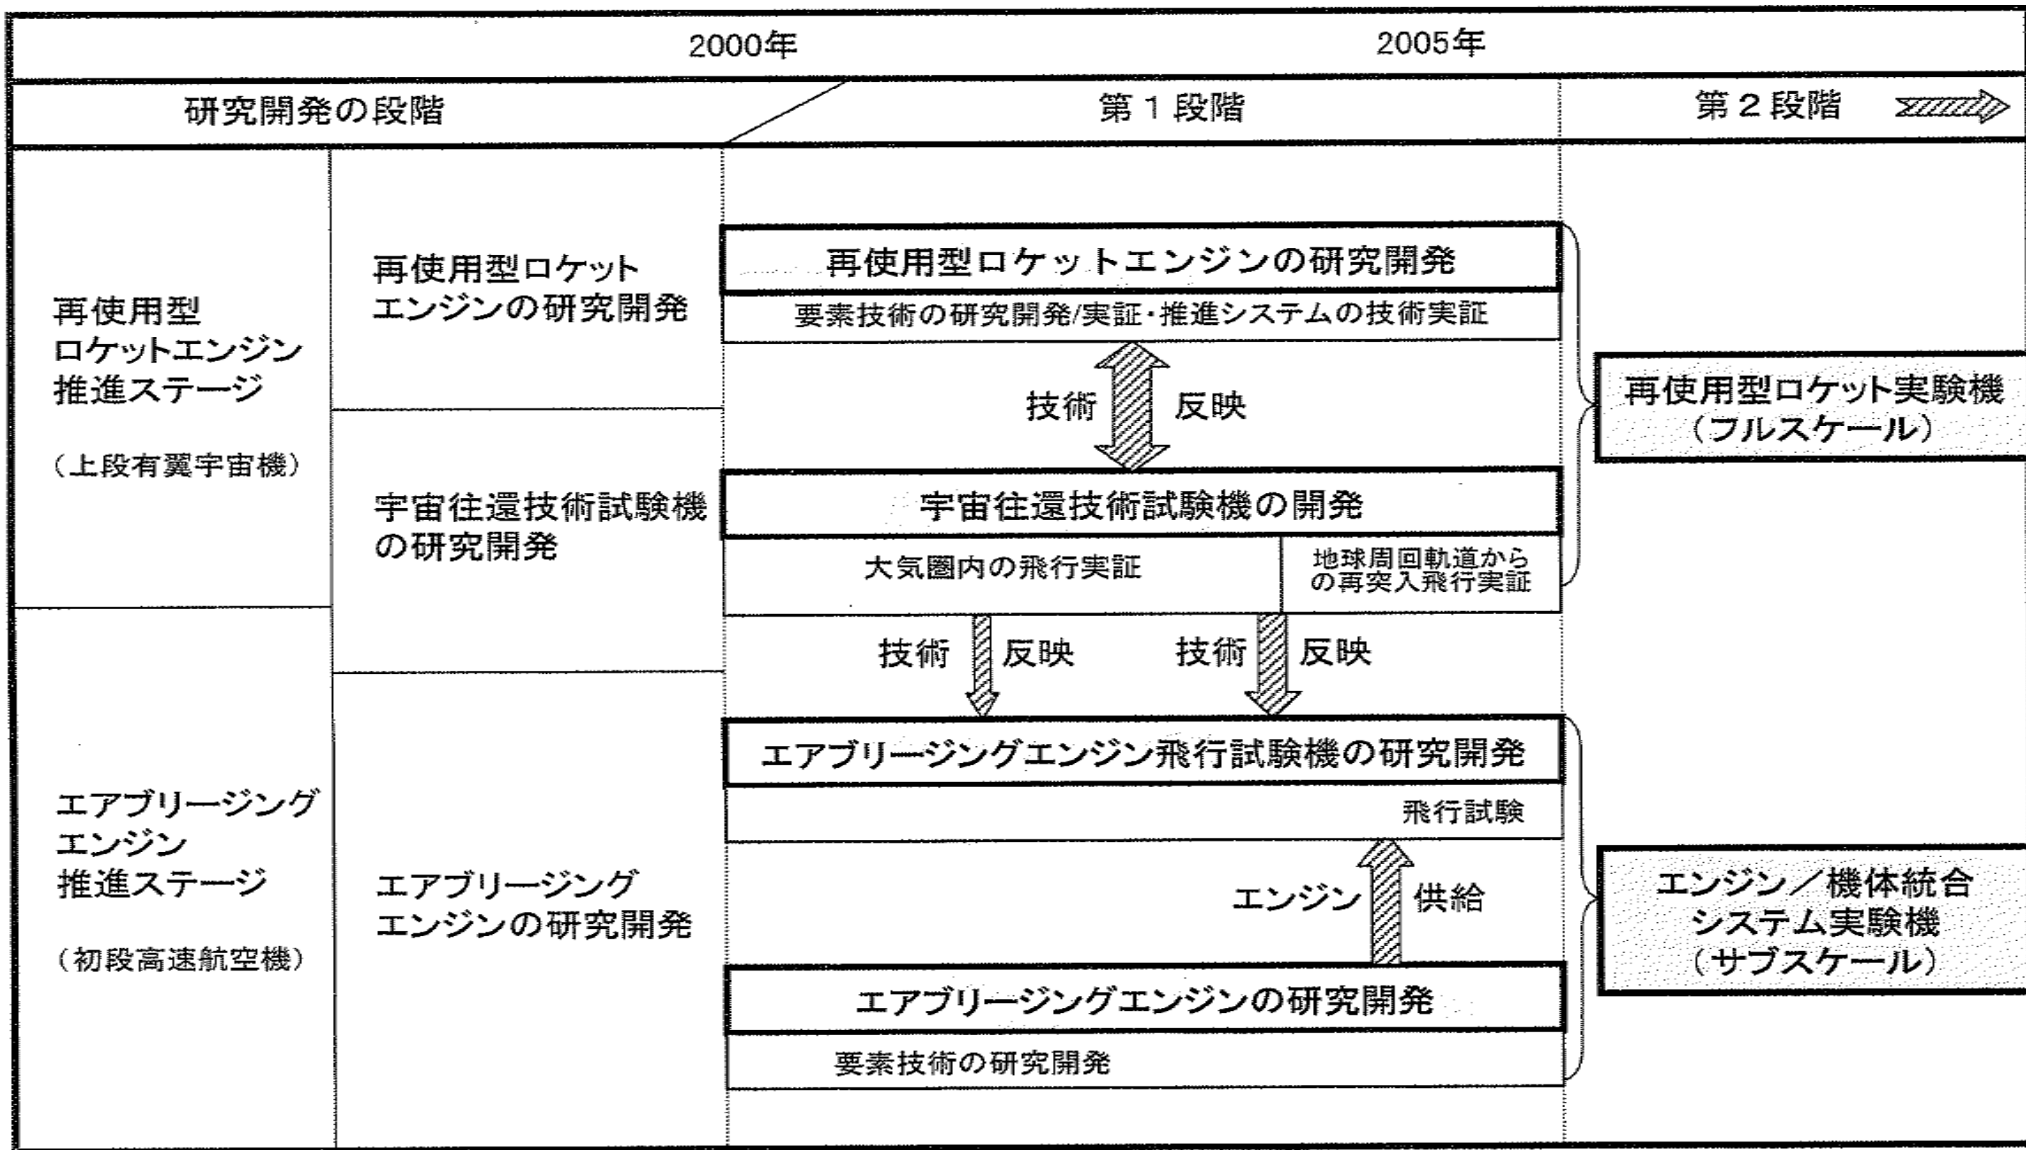 2000年
2005年
研究開発の段階
第1段階
第2段階
再使用型
ロケットエンジン
推進ステージ
（上段有翼宇宙機）
再使用型ロケット
エンジンの研究開発
再使用型ロケットエンジンの研究開発
要素技術の研究開発/実証・推進システムの技術実証
技術
反映
再使用型ロケット実験機
（フルスケール）
宇宙往還技術試験機
の研究開発
宇宙往還技術試験機の開発
大気圏内の飛行実証
地球周回軌道から
の再突入飛行実証
技術
反映
技術
反映
エアブリージング
エンジン
推進ステージ
（初段高速航空機）
エアブリージング
エンジンの研究開発
エアブリージングエンジン飛行試験機の研究開発
飛行試験
エンジン
供給
エアブリージングエンジンの研究開発
要素技術の研究開発
エンジン／機体統合
システム実験機
（サブスケール）